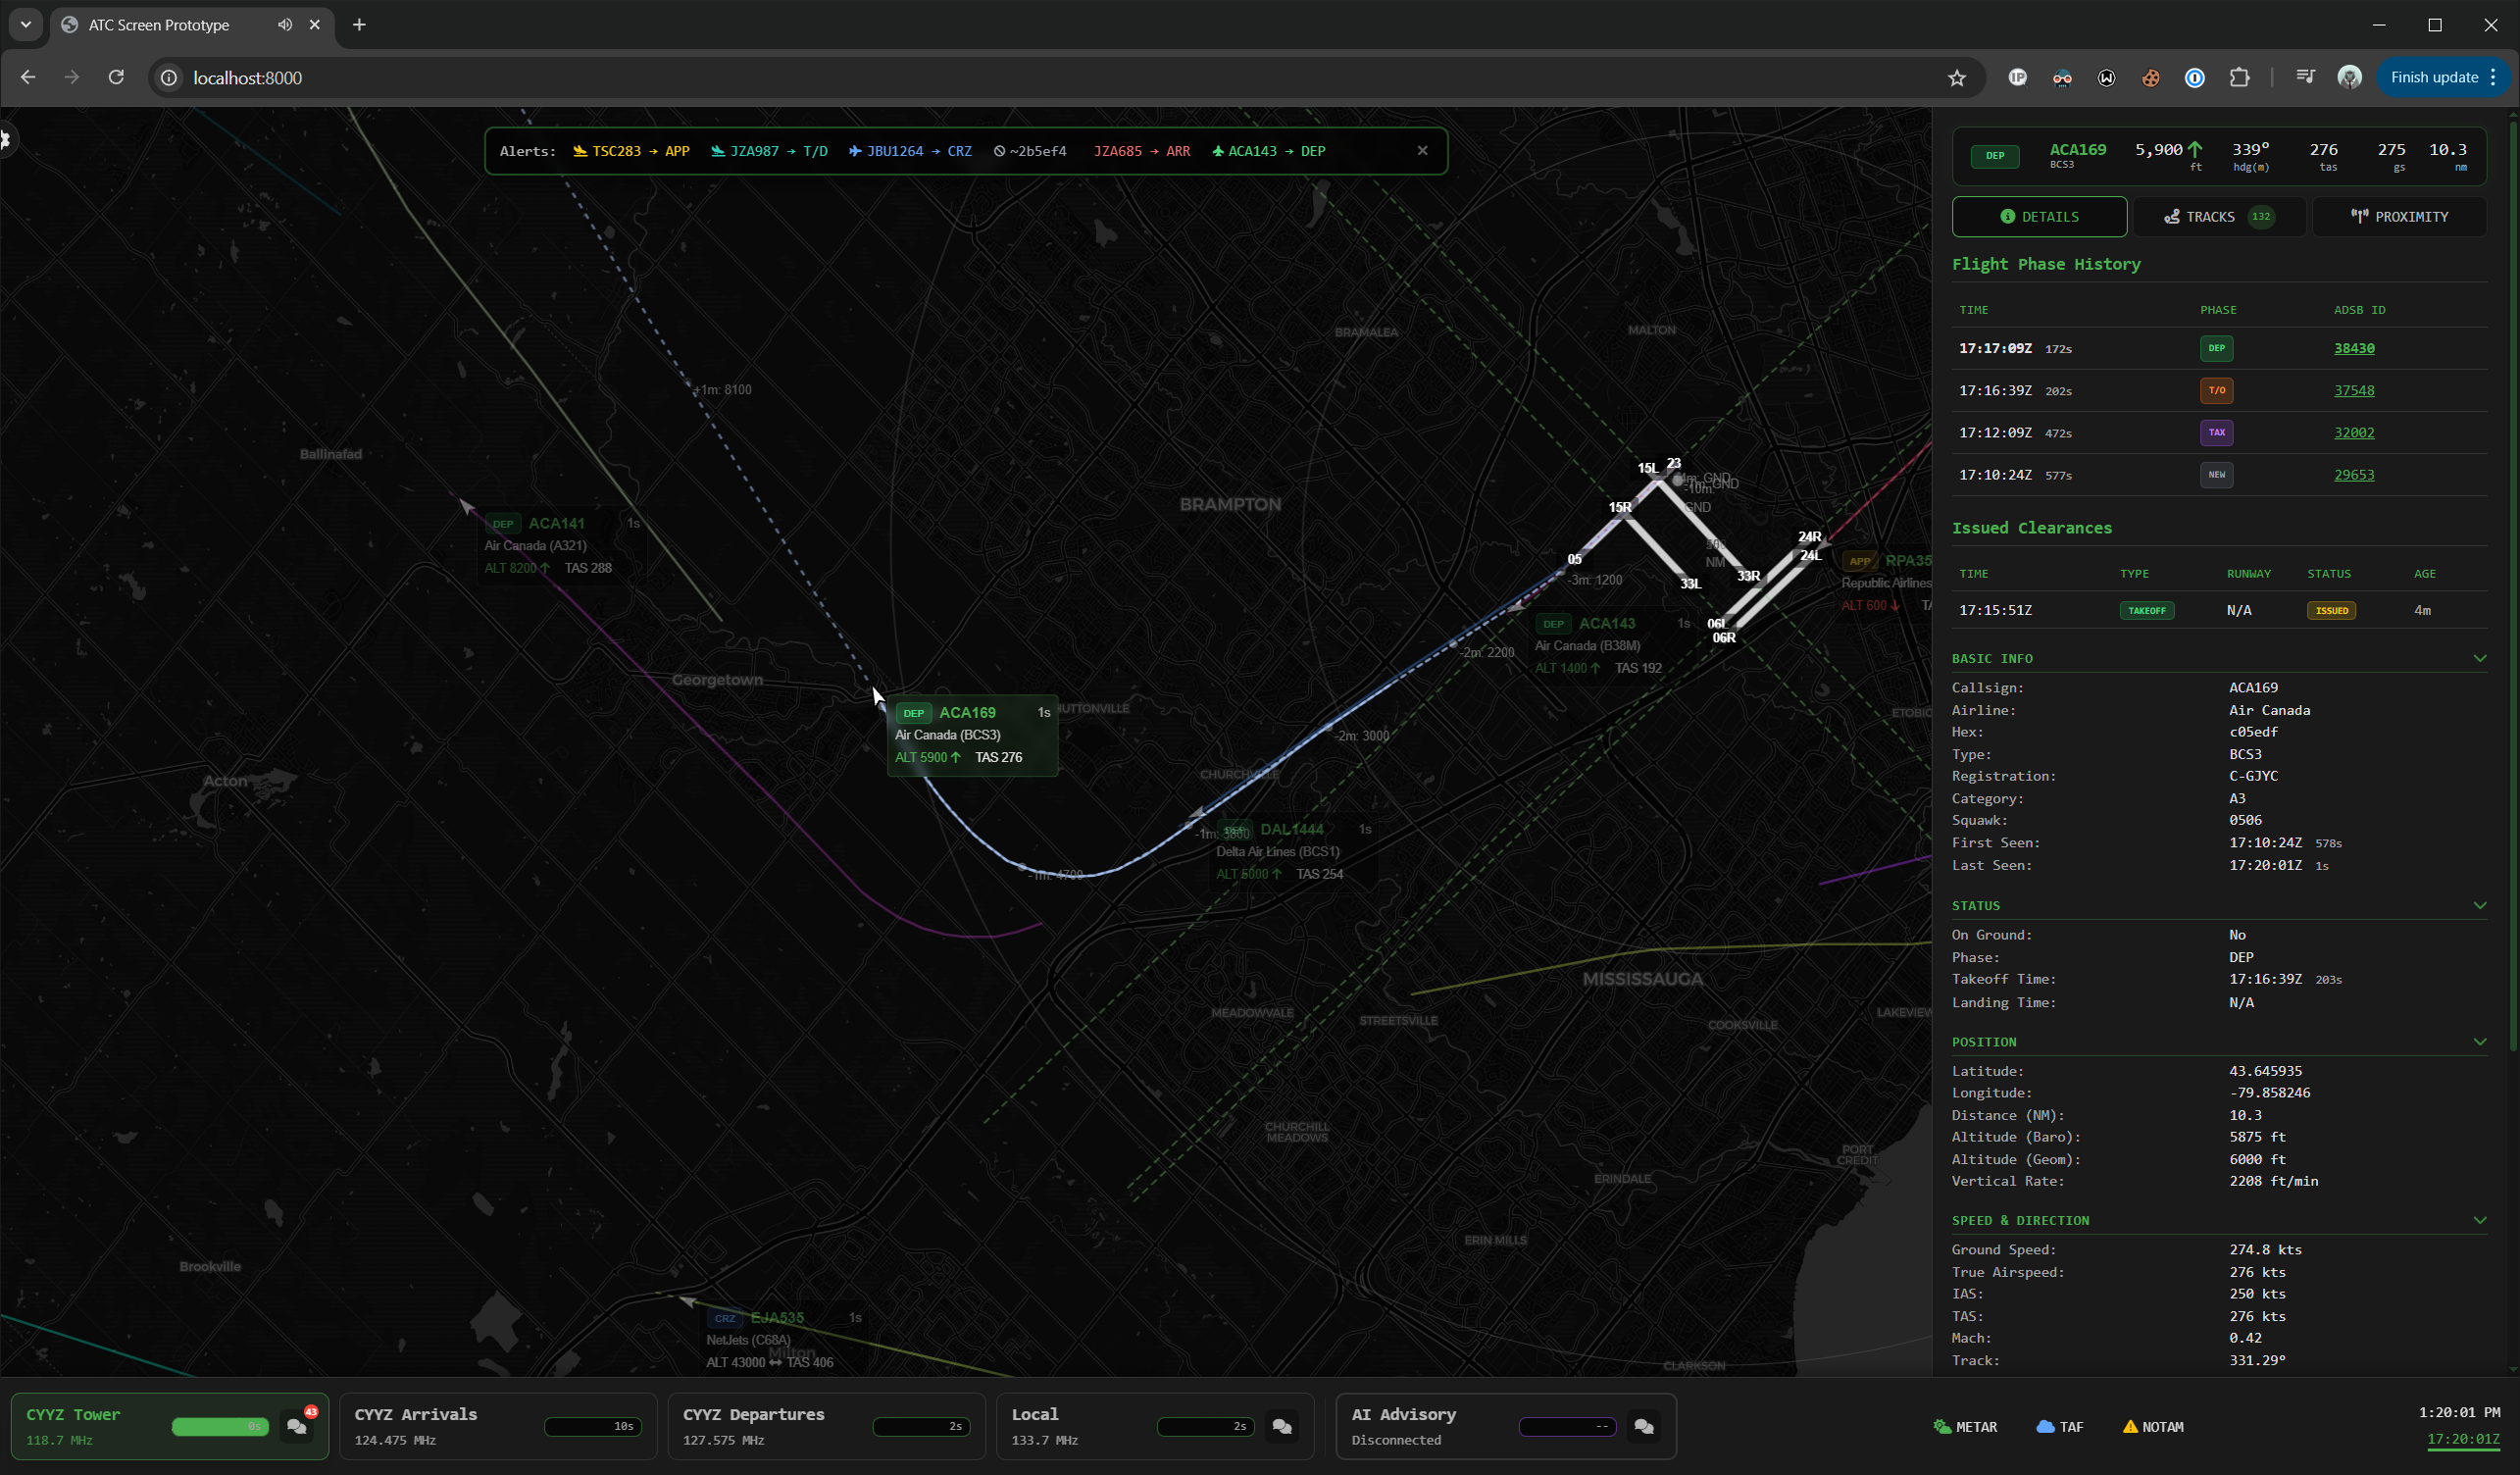 ATC Screen Prototype
localhost:8000
Finish update
Alerts: TSC283 → APP JZA987 → T/D JBU1264 → CRZ ~2b5ef4 JZA685 → ARR ACA143 → DEP
+1m: 8100
BRAMALEA
MALTON
Ballinafad
BRAMPTON
15L 23
15R
05
24R
24L
33R
33L
06L
06R
NM
-3m: 1200
-2m: 2200
-2m: 3000
-1m: 3800
-1m: 4700
DEP ACA141 1s
Air Canada (A321)
ALT 8200 ↑ TAS 288
APP RPA35
Republic Airlines
ALT 600 ↓
DEP ACA143 1s
Air Canada (B38M)
ALT 1400 ↑ TAS 192
Georgetown
HUTTONVILLE
ETOBIC
DEP ACA169 1s
Air Canada (BCS3)
ALT 5900 ↑ TAS 276
CHURCHVILLE
Acton
DEP DAL1444 1s
Delta Air Lines (BCS1)
ALT 5000 ↑ TAS 254
MISSISSAUGA
MEADOWVALE
STREETSVILLE
COOKSVILLE
LAKEVIEW
CHURCHILL
MEADOWS
PORT
CREDIT
ERINDALE
ERIN MILLS
Brookville
CRZ EJA535 1s
NetJets (C68A)
ALT 43000 ↔ TAS 406
Milton
CLARKSON
DEP ACA169 5,900 ↑ 339° 276 275 10.3
BCS3 ft hdg(m) tas gs nm
DETAILS TRACKS 132 PROXIMITY
Flight Phase History
TIME PHASE ADSB ID
17:17:09Z 172s DEP 38430
17:16:39Z 202s T/O 37548
17:12:09Z 472s TAX 32002
17:10:24Z 577s NEW 29653
Issued Clearances
TIME TYPE RUNWAY STATUS AGE
17:15:51Z TAKEOFF N/A ISSUED 4m
BASIC INFO
Callsign: ACA169
Airline: Air Canada
Hex: c05edf
Type: BCS3
Registration: C-GJYC
Category: A3
Squawk: 0506
First Seen: 17:10:24Z 578s
Last Seen: 17:20:01Z 1s
STATUS
On Ground: No
Phase: DEP
Takeoff Time: 17:16:39Z 203s
Landing Time: N/A
POSITION
Latitude: 43.645935
Longitude: -79.858246
Distance (NM): 10.3
Altitude (Baro): 5875 ft
Altitude (Geom): 6000 ft
Vertical Rate: 2208 ft/min
SPEED & DIRECTION
Ground Speed: 274.8 kts
True Airspeed: 276 kts
IAS: 250 kts
TAS: 276 kts
Mach: 0.42
Track: 331.29°
CYYZ Tower 0s 43
118.7 MHz
CYYZ Arrivals 10s
124.475 MHz
CYYZ Departures 2s
127.575 MHz
Local 2s
133.7 MHz
AI Advisory --
Disconnected
METAR TAF NOTAM
1:20:01 PM
17:20:01Z